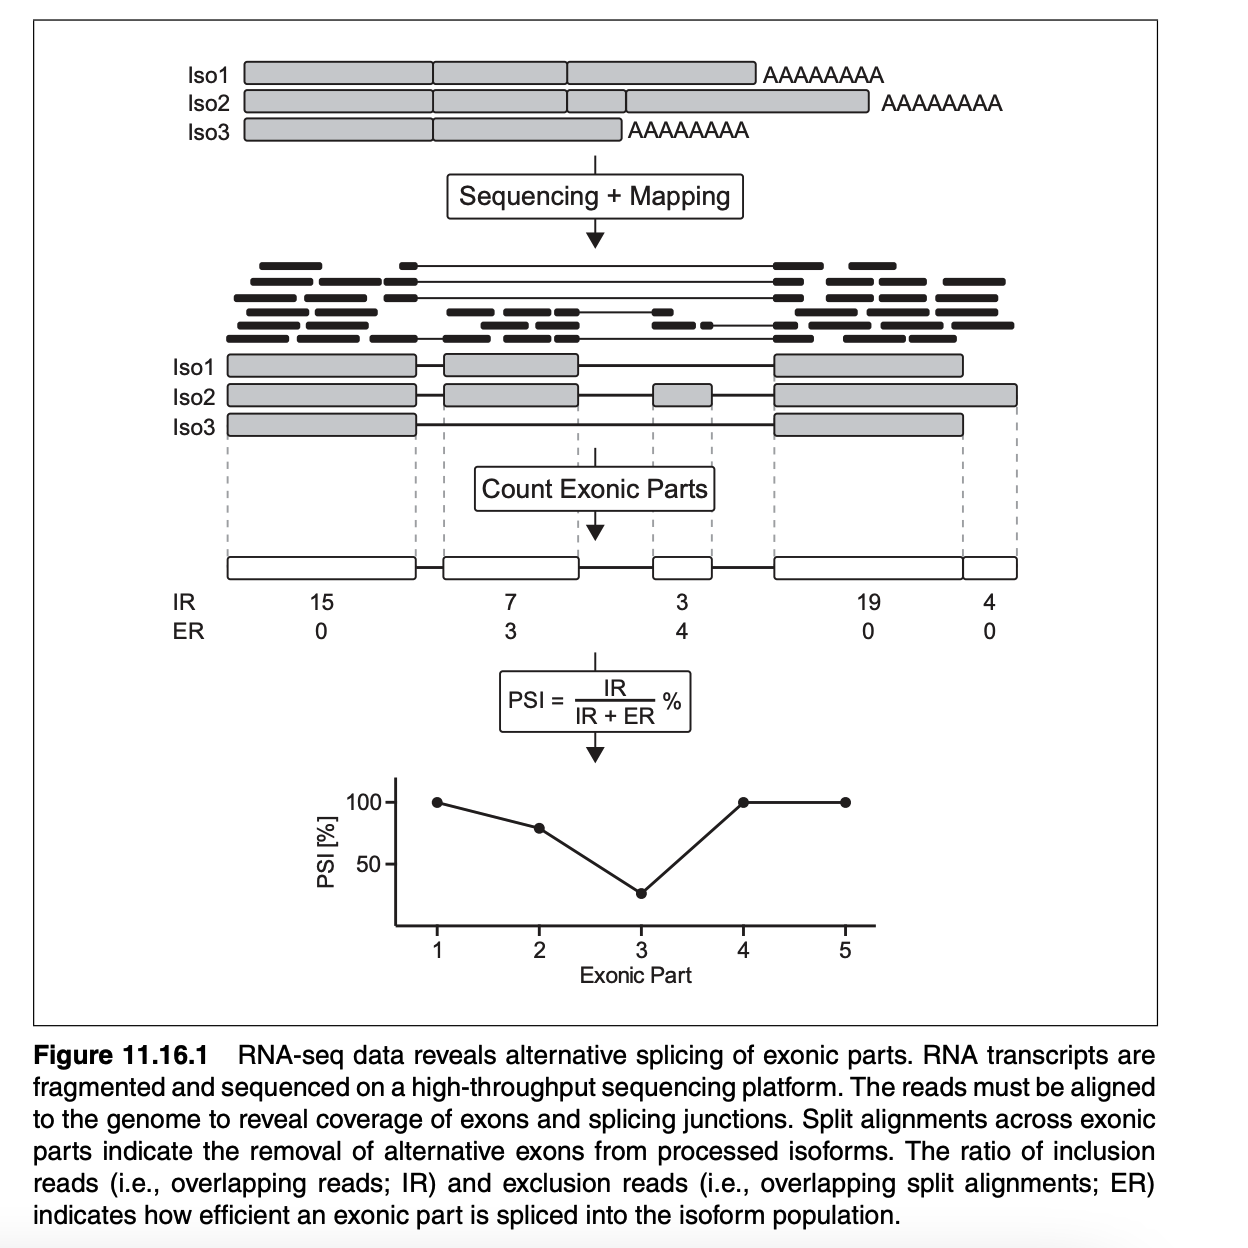 Iso1 AAAAAAAA
Iso2 AAAAAAAA
Iso3 AAAAAAAA
Sequencing + Mapping
Iso1
Iso2
Iso3
Count Exonic Parts
IR 15 7 3 19 4
ER 0 3 4 0 0
PSI = IR / IR + ER %
100
50
PSI [%]
1 2 3 4 5
Exonic Part
Figure 11.16.1 RNA-seq data reveals alternative splicing of exonic parts. RNA transcripts are
fragmented and sequenced on a high-throughput sequencing platform. The reads must be aligned
to the genome to reveal coverage of exons and splicing junctions. Split alignments across exonic
parts indicate the removal of alternative exons from processed isoforms. The ratio of inclusion
reads (i.e., overlapping reads; IR) and exclusion reads (i.e., overlapping split alignments; ER)
indicates how efficient an exonic part is spliced into the isoform population.